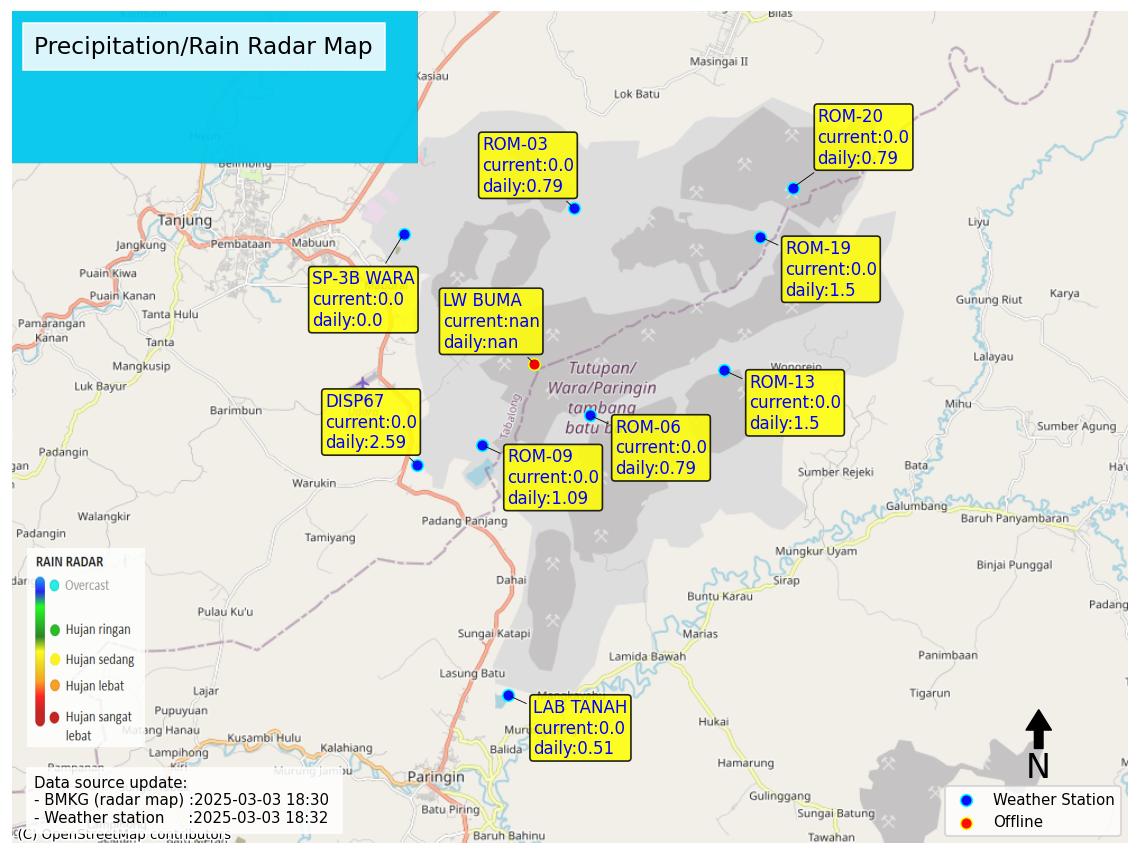 Precipitation/Rain Radar Map
Bilas
Masingai II
Kasiau
Lok Batu
Belimbing
Tanjung
Jangkung
Pembataan
Mabuun
Puain Kiwa
Puain Kanan
Tanta Hulu
Pamarangan
Kanan
Tanta
Mangkusip
Luk Bayur
Barimbun
Padangin
Warukin
Walangkir
Padangin
Tamiyang
Padang Panjang
Dahai
Pulau Ku'u
Sungai Katapi
Lasung Batu
Lajar
Pupuyuan
Matang Hanau
Lampihong
Kusambi Hulu
Kalahiang
Murung Jambu
Paringin
Balida
Batu Piring
Baruh Bahinu
Liyu
Gunung Riut
Karya
Lalayau
Wonorejo
Mihu
Sumber Agung
Bata
Sumber Rejeki
Galumbang
Baruh Panyambaran
Mungkur Uyam
Binjai Punggal
Sirap
Buntu Karau
Padang
Marias
Lamida Bawah
Panimbaan
Tigarun
Hukai
Hamarung
Gulinggang
Sungai Batung
Tawahan
Tabalong
Tutupan/
Wara/Paringin
tambang
batu b
ROM-03
current:0.0
daily:0.79
ROM-20
current:0.0
daily:0.79
ROM-19
current:0.0
daily:1.5
SP-3B WARA
current:0.0
daily:0.0
LW BUMA
current:nan
daily:nan
ROM-13
current:0.0
daily:1.5
DISP67
current:0.0
daily:2.59
ROM-06
current:0.0
daily:0.79
ROM-09
current:0.0
daily:1.09
LAB TANAH
current:0.0
daily:0.51
RAIN RADAR
Overcast
Hujan ringan
Hujan sedang
Hujan lebat
Hujan sangat
lebat
Data source update:
- BMKG (radar map) :2025-03-03 18:30
- Weather station :2025-03-03 18:32
(C) OpenStreetMap contributors
N
Weather Station
Offline